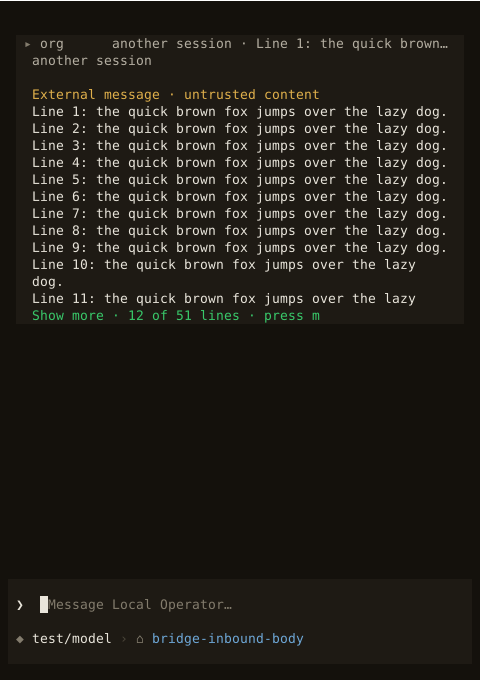 ▸ org      another session · Line 1: the quick brown…
another session
External message · untrusted content
Line 1: the quick brown fox jumps over the lazy dog.
Line 2: the quick brown fox jumps over the lazy dog.
Line 3: the quick brown fox jumps over the lazy dog.
Line 4: the quick brown fox jumps over the lazy dog.
Line 5: the quick brown fox jumps over the lazy dog.
Line 6: the quick brown fox jumps over the lazy dog.
Line 7: the quick brown fox jumps over the lazy dog.
Line 8: the quick brown fox jumps over the lazy dog.
Line 9: the quick brown fox jumps over the lazy dog.
Line 10: the quick brown fox jumps over the lazy
dog.
Line 11: the quick brown fox jumps over the lazy
Show more · 12 of 51 lines · press m
❯ Message Local Operator…
◆ test/model › ⌂ bridge-inbound-body